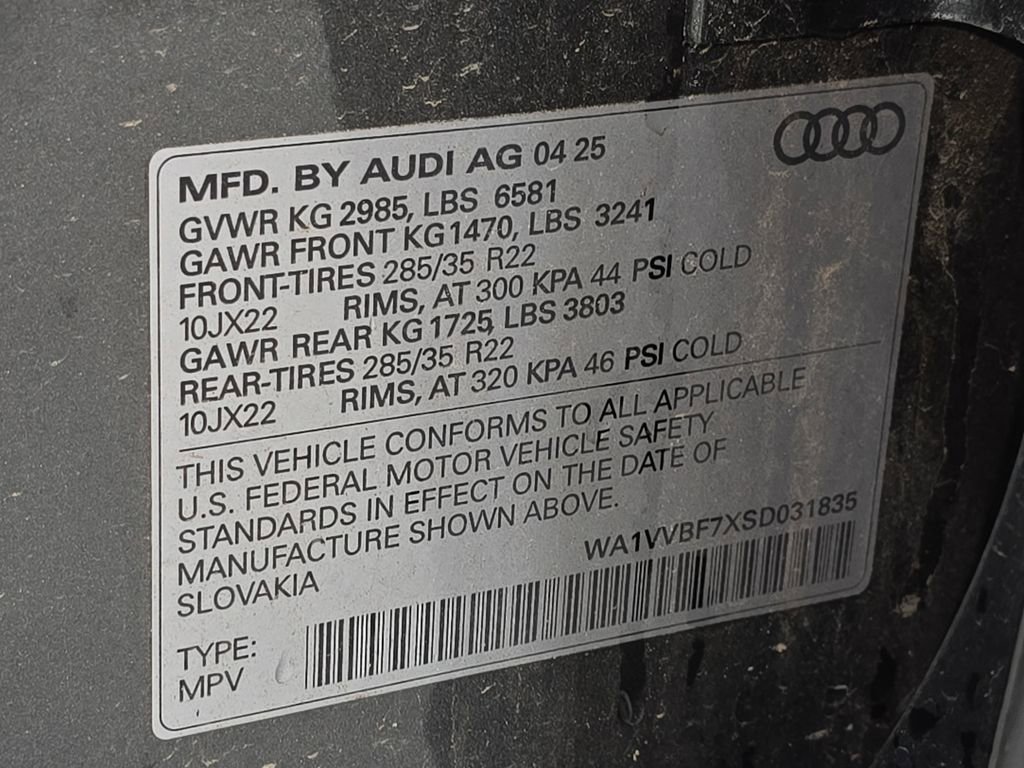 MFD. BY AUDI AG 04 25
GVWR KG 2985, LBS 6581
GAWR FRONT KG 1470, LBS 3241
FRONT-TIRES 285/35 R22
10JX22 RIMS, AT 300 KPA 44 PSI COLD
GAWR REAR KG 1725, LBS 3803
REAR-TIRES 285/35 R22
10JX22 RIMS, AT 320 KPA 46 PSI COLD
THIS VEHICLE CONFORMS TO ALL APPLICABLE
U.S. FEDERAL MOTOR VEHICLE SAFETY
STANDARDS IN EFFECT ON THE DATE OF
MANUFACTURE SHOWN ABOVE.
SLOVAKIA
WA1VVBF7XSD031835
TYPE:
MPV